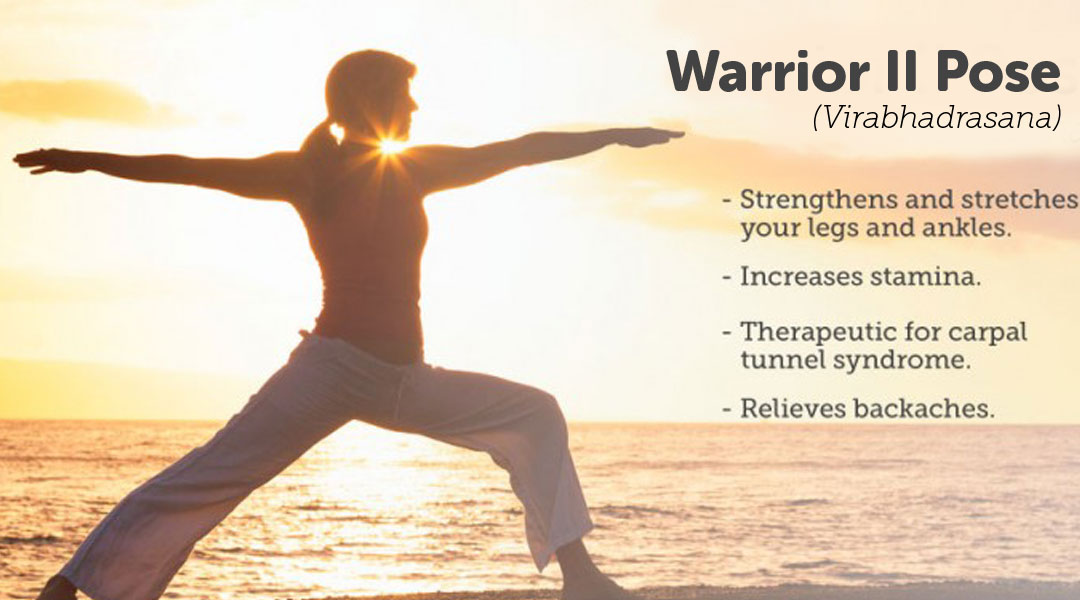 Warrior II Pose
(Virabhadrasana)
- Strengthens and stretches
your legs and ankles.
- Increases stamina.
- Therapeutic for carpal
tunnel syndrome.
- Relieves backaches.